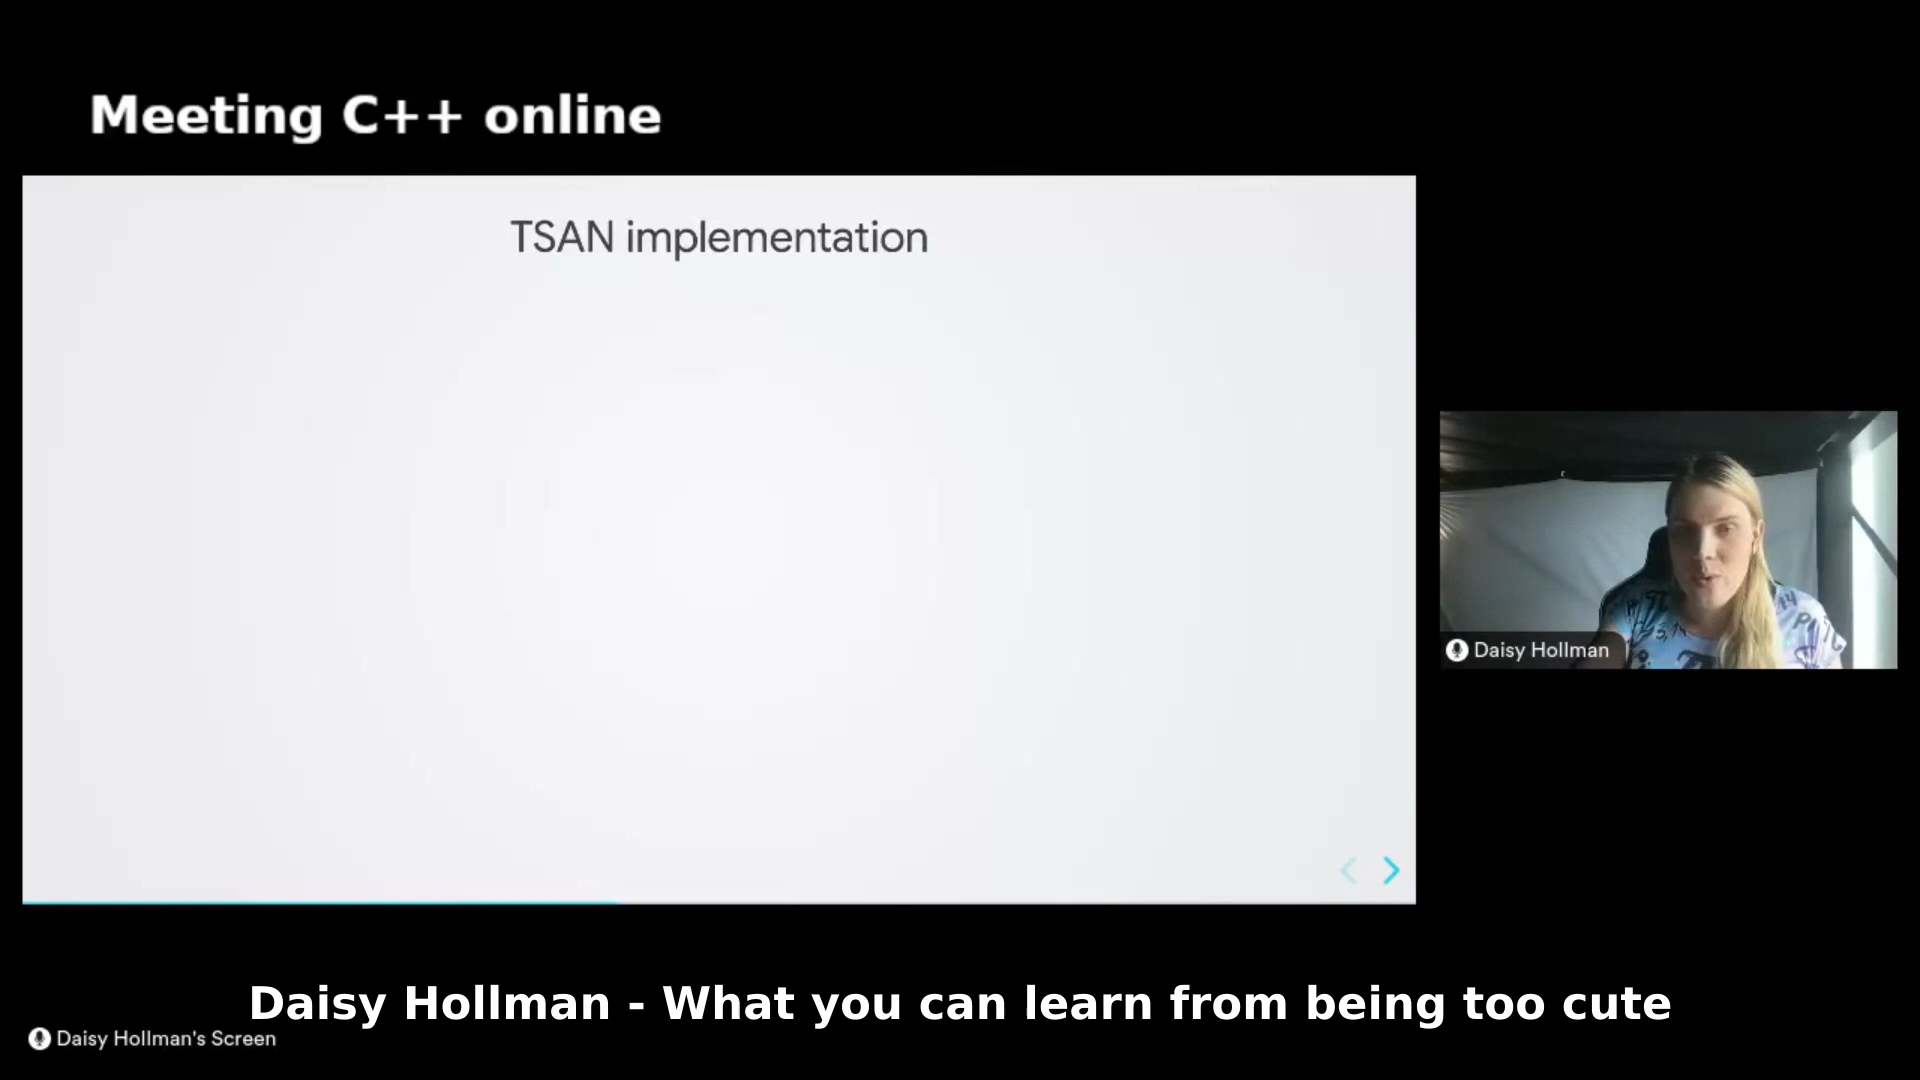 Meeting C++ online
TSAN implementation
Daisy Hollman
Daisy Hollman - What you can learn from being too cute
Daisy Hollman's Screen